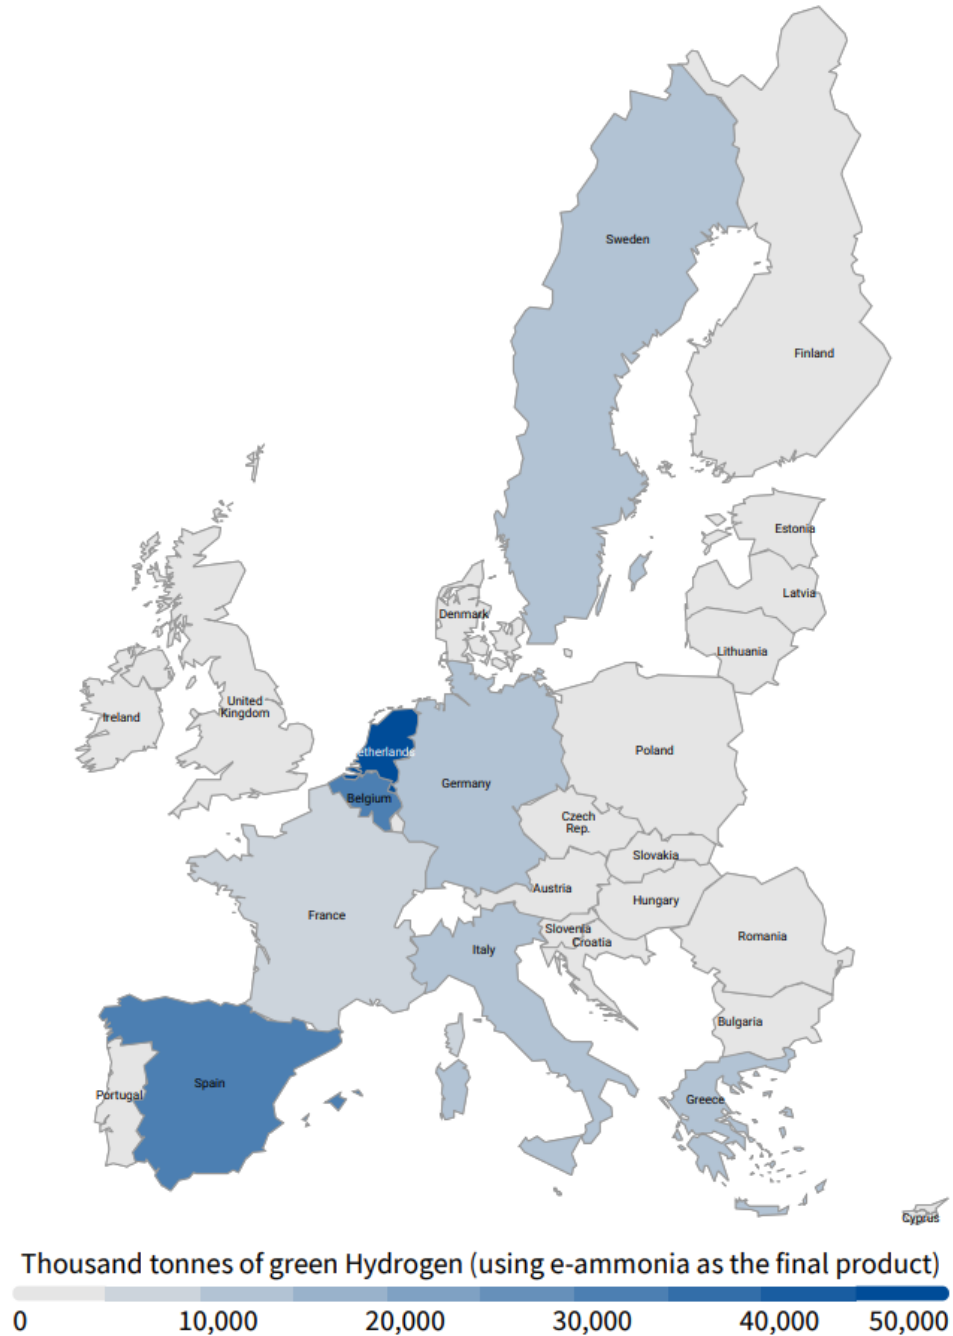 Sweden
Finland
Estonia
Latvia
Denmark
Lithuania
United
Kingdom
Ireland
etherlands
Poland
Germany
Belgium
Czech
Rep.
Slovakia
Austria
Hungary
France
Slovenia
Croatia
Romania
Italy
Bulgaria
Spain
Portugal
Greece
Cyprus
Thousand tonnes of green Hydrogen (using e-ammonia as the final product)
0 10,000 20,000 30,000 40,000 50,000